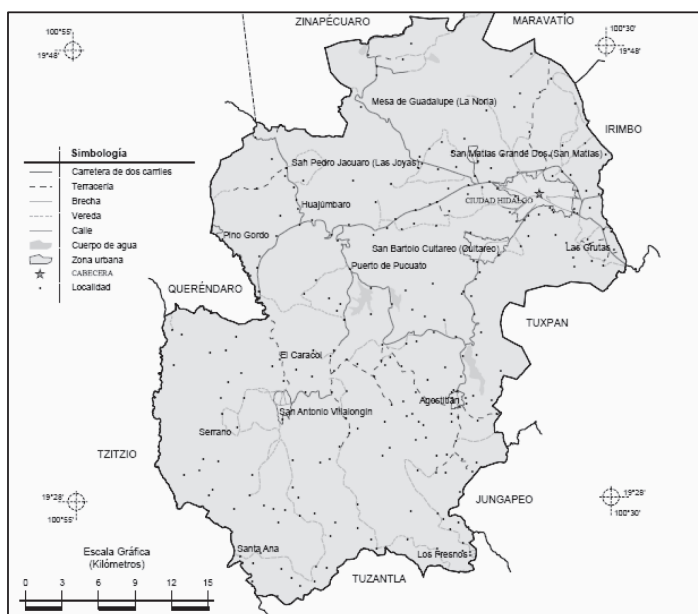 ZINAPÉCUARO
MARAVATÍO
100°55'
19°48'
100°30'
19°48'
Mesa de Guadalupe (La Noria)
IRIMBO
Simbología
Carretera de dos carriles
Terracería
Brecha
Vereda
Calle
Cuerpo de agua
Zona urbana
CABECERA
Localidad
San Matías Grande Dos (San Matías)
San Pedro Jacuaro (Las Joyas)
CIUDAD HIDALGO
Huajúmbaro
Pino Gordo
San Bartolo Cuitareo (Cuitareo)
Las Grutas
Puerto de Pucuato
QUERÉNDARO
TUXPAN
El Caracol
Agostitlán
San Antonio Villalongín
Serrano
TZITZIO
19°28'
100°55'
JUNGAPEO
19°28'
100°30'
Santa Ana
Los Fresnos
Escala Gráfica
(Kilómetros)
TUZANTLA
0 3 6 9 12 15